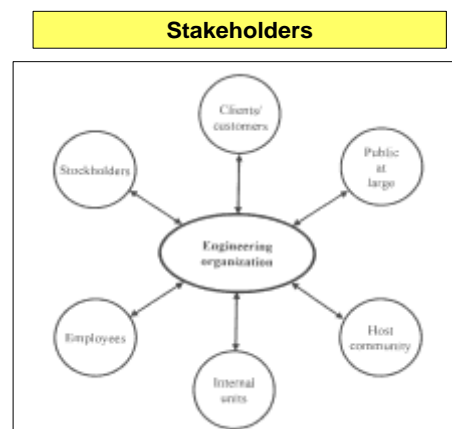 Stakeholders
Clients/
customers
Public
at
large
Stockholders
Engineering
organization
Employees
Host
community
Internal
units